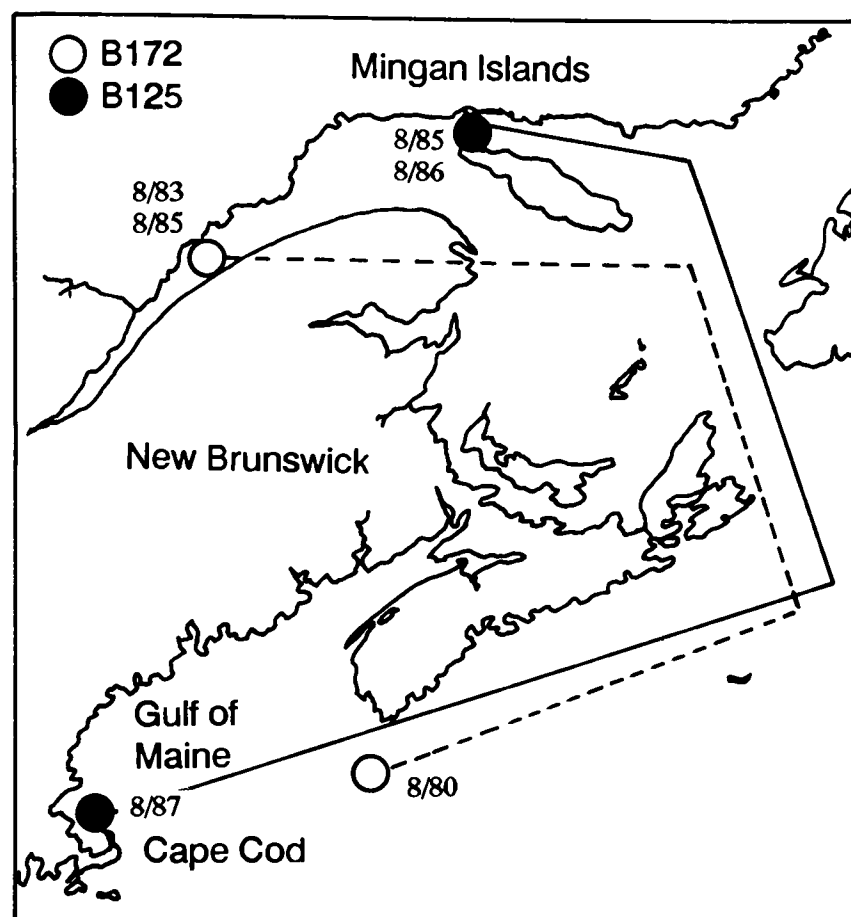 B172
B125
Mingan Islands
8/85
8/86
8/83
8/85
New Brunswick
Gulf of
Maine
8/87
8/80
Cape Cod